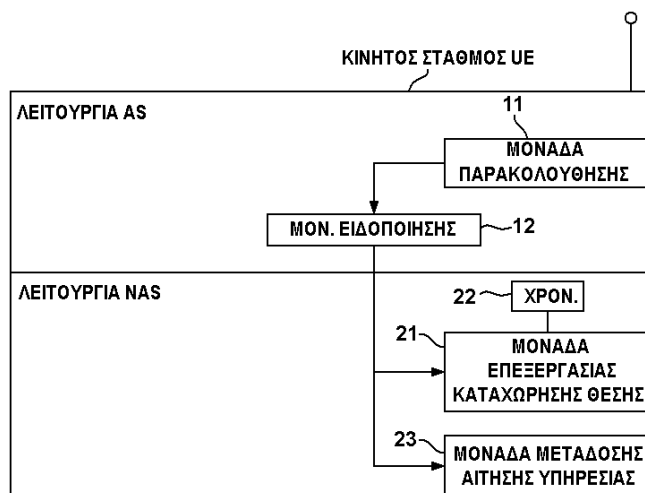 ΚΙΝΗΤΟΣ ΣΤΑΘΜΟΣ UE
ΛΕΙΤΟΥΡΓΙΑ AS
11
ΜΟΝΑΔΑ
ΠΑΡΑΚΟΛΟΥΘΗΣΗΣ
ΜΟΝ. ΕΙΔΟΠΟΙΗΣΗΣ
12
ΛΕΙΤΟΥΡΓΙΑ NAS
22
ΧΡΟΝ.
21
ΜΟΝΑΔΑ
ΕΠΕΞΕΡΓΑΣΙΑΣ
ΚΑΤΑΧΩΡΗΣΗΣ ΘΕΣΗΣ
23
ΜΟΝΑΔΑ ΜΕΤΑΔΟΣΗΣ
ΑΙΤΗΣΗΣ ΥΠΗΡΕΣΙΑΣ